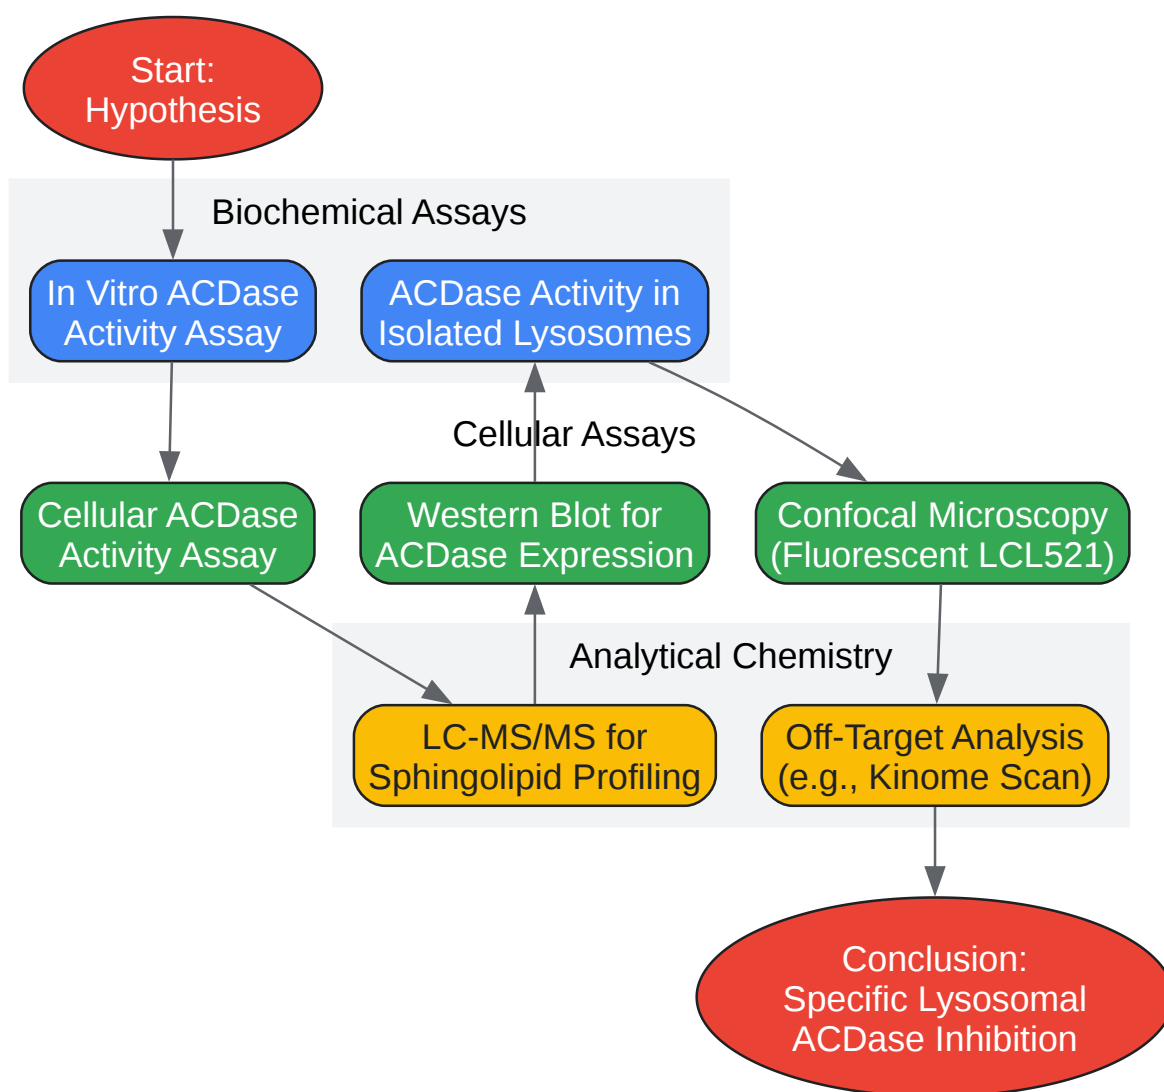 Start:
Hypothesis
Biochemical Assays
In Vitro ACDase
Activity Assay
ACDase Activity in
Isolated Lysosomes
Cellular Assays
Cellular ACDase
Activity Assay
Western Blot for
ACDase Expression
Confocal Microscopy
(Fluorescent LCL521)
Analytical Chemistry
LC-MS/MS for
Sphingolipid Profiling
Off-Target Analysis
(e.g., Kinome Scan)
Conclusion:
Specific Lysosomal
ACDase Inhibition